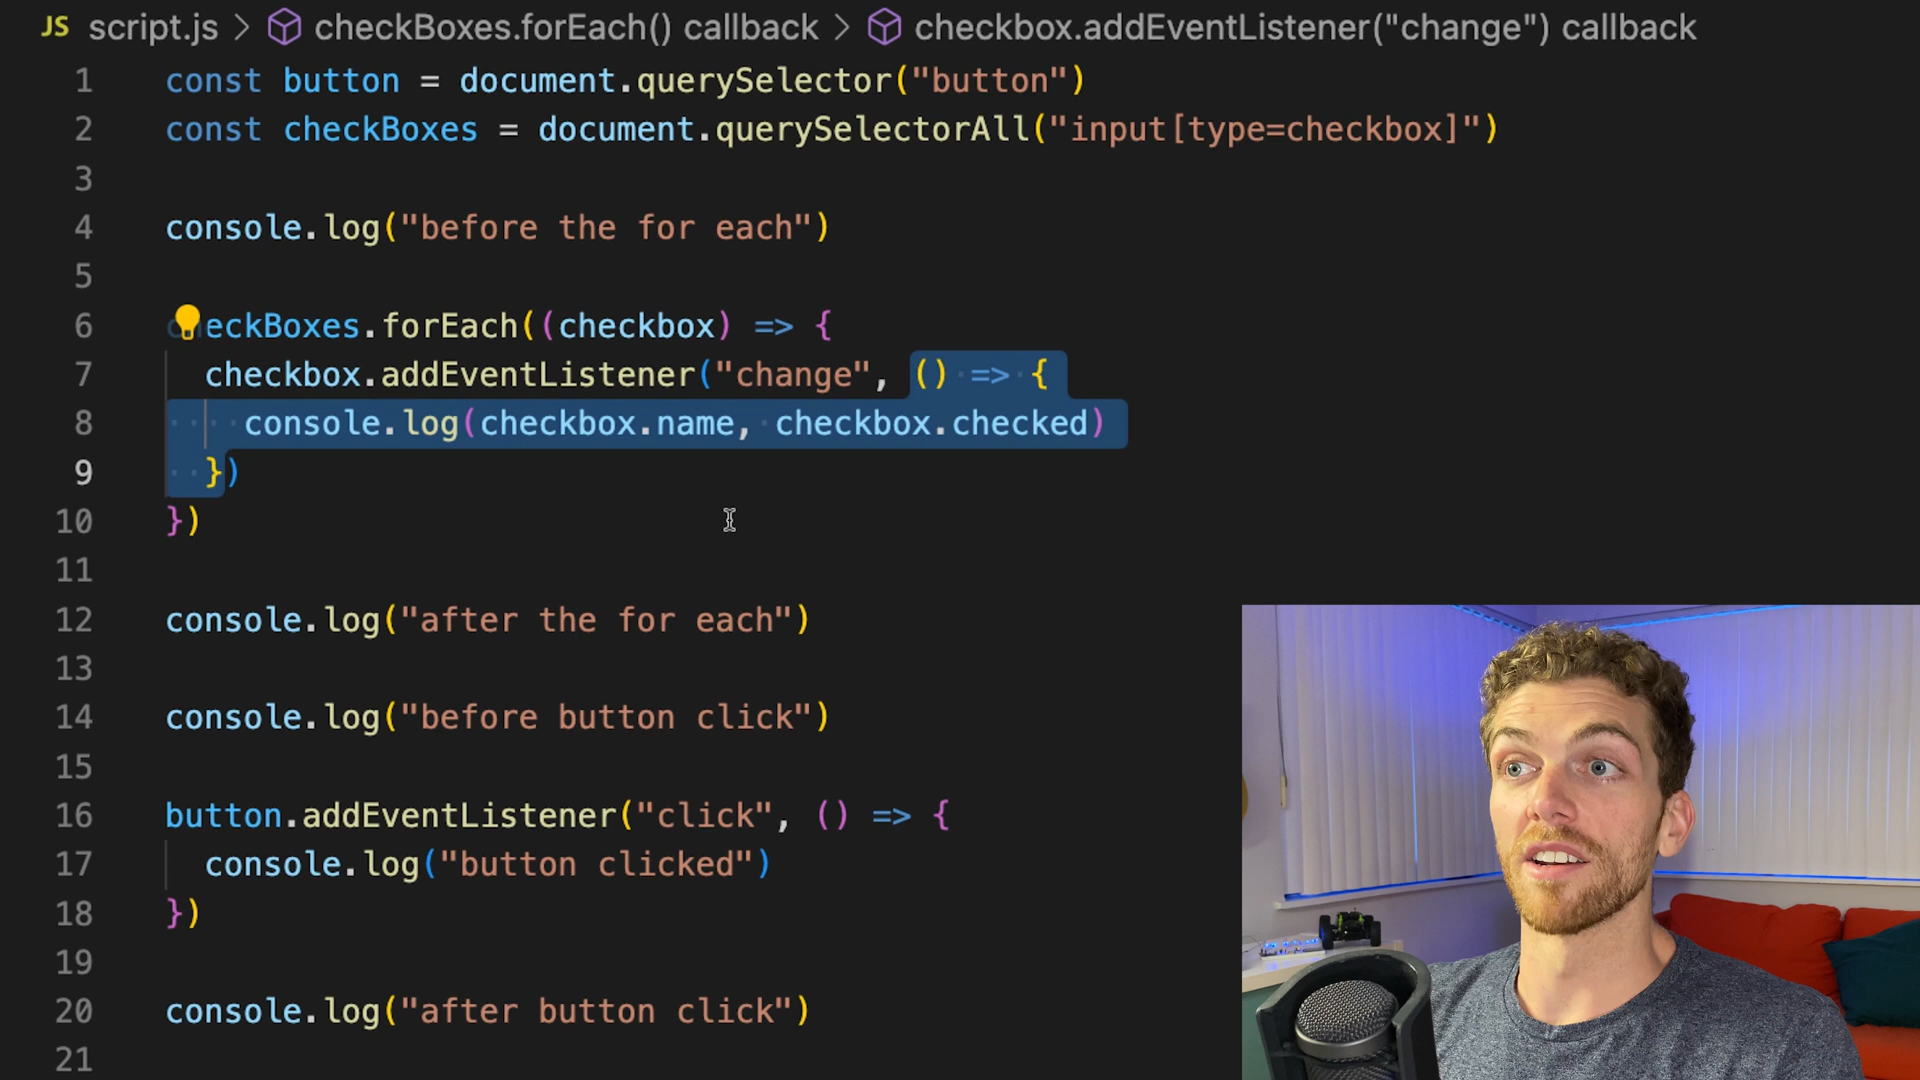 JS script.js > checkBoxes.forEach() callback > checkbox.addEventListener("change") callback
1 const button = document.querySelector("button")
2 const checkBoxes = document.querySelectorAll("input[type=checkbox]")
3
4 console.log("before the for each")
5
6 checkBoxes.forEach((checkbox) => {
7 checkbox.addEventListener("change", () => {
8 console.log(checkbox.name, checkbox.checked)
9 })
10 })
11
12 console.log("after the for each")
13
14 console.log("before button click")
15
16 button.addEventListener("click", () => {
17 console.log("button clicked")
18 })
19
20 console.log("after button click")
21